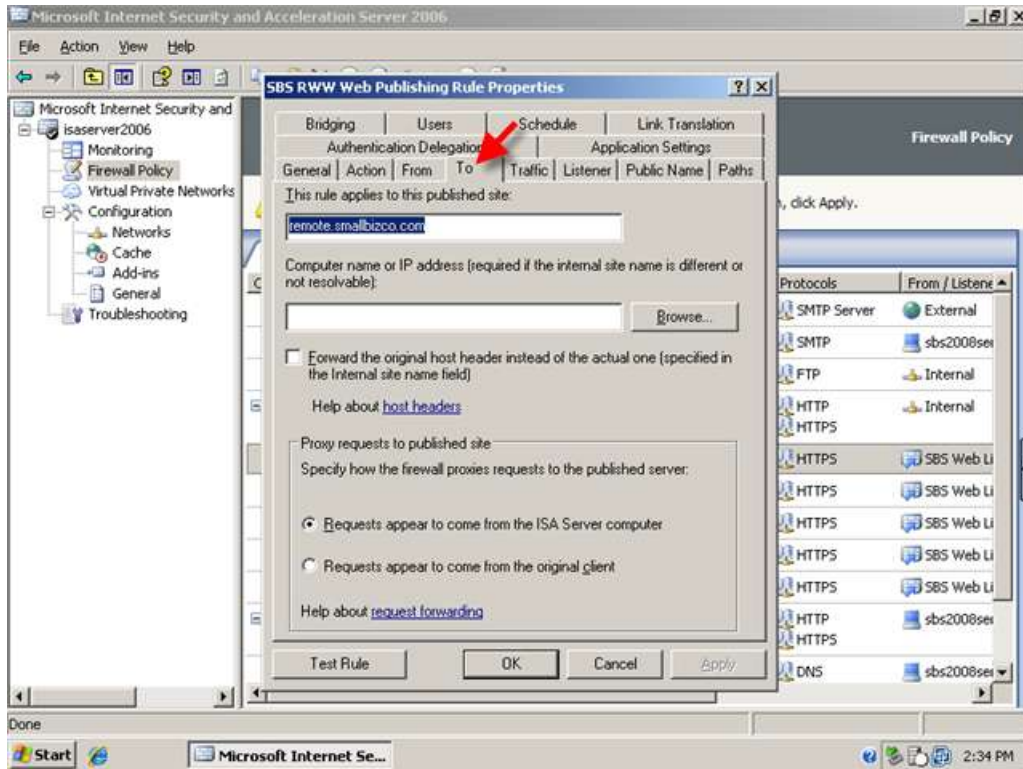 Microsoft Internet Security and Acceleration Server 2006
File Action View Help
SBS RWW Web Publishing Rule Properties
Microsoft Internet Security and
isaserver2006
Monitoring
Firewall Policy
Virtual Private Networks
Configuration
Networks
Cache
Add-ins
General
Troubleshooting
Bridging Users Schedule Link Translation
Authentication Delegation Application Settings
General Action From To Traffic Listener Public Name Paths
This rule applies to this published site:
remote.smallbizco.com
Computer name or IP address (required if the internal site name is different or
not resolvable):
Browse...
Forward the original host header instead of the actual one (specified in
the Internal site name field)
Help about host headers
Proxy requests to published site
Specify how the firewall proxies requests to the published server:
Requests appear to come from the ISA Server computer
Requests appear to come from the original client
Help about request forwarding
Test Rule OK Cancel Apply
Firewall Policy
, click Apply.
Protocols From / Listene
SMTP Server External
SMTP sbs2008ser
FTP Internal
HTTP Internal
HTTPS
HTTPS SBS Web Li
HTTPS SBS Web Li
HTTPS SBS Web Li
HTTPS SBS Web Li
HTTPS SBS Web Li
HTTP sbs2008ser
HTTPS
DNS sbs2008ser
Done
Start Microsoft Internet Se... 2:34 PM